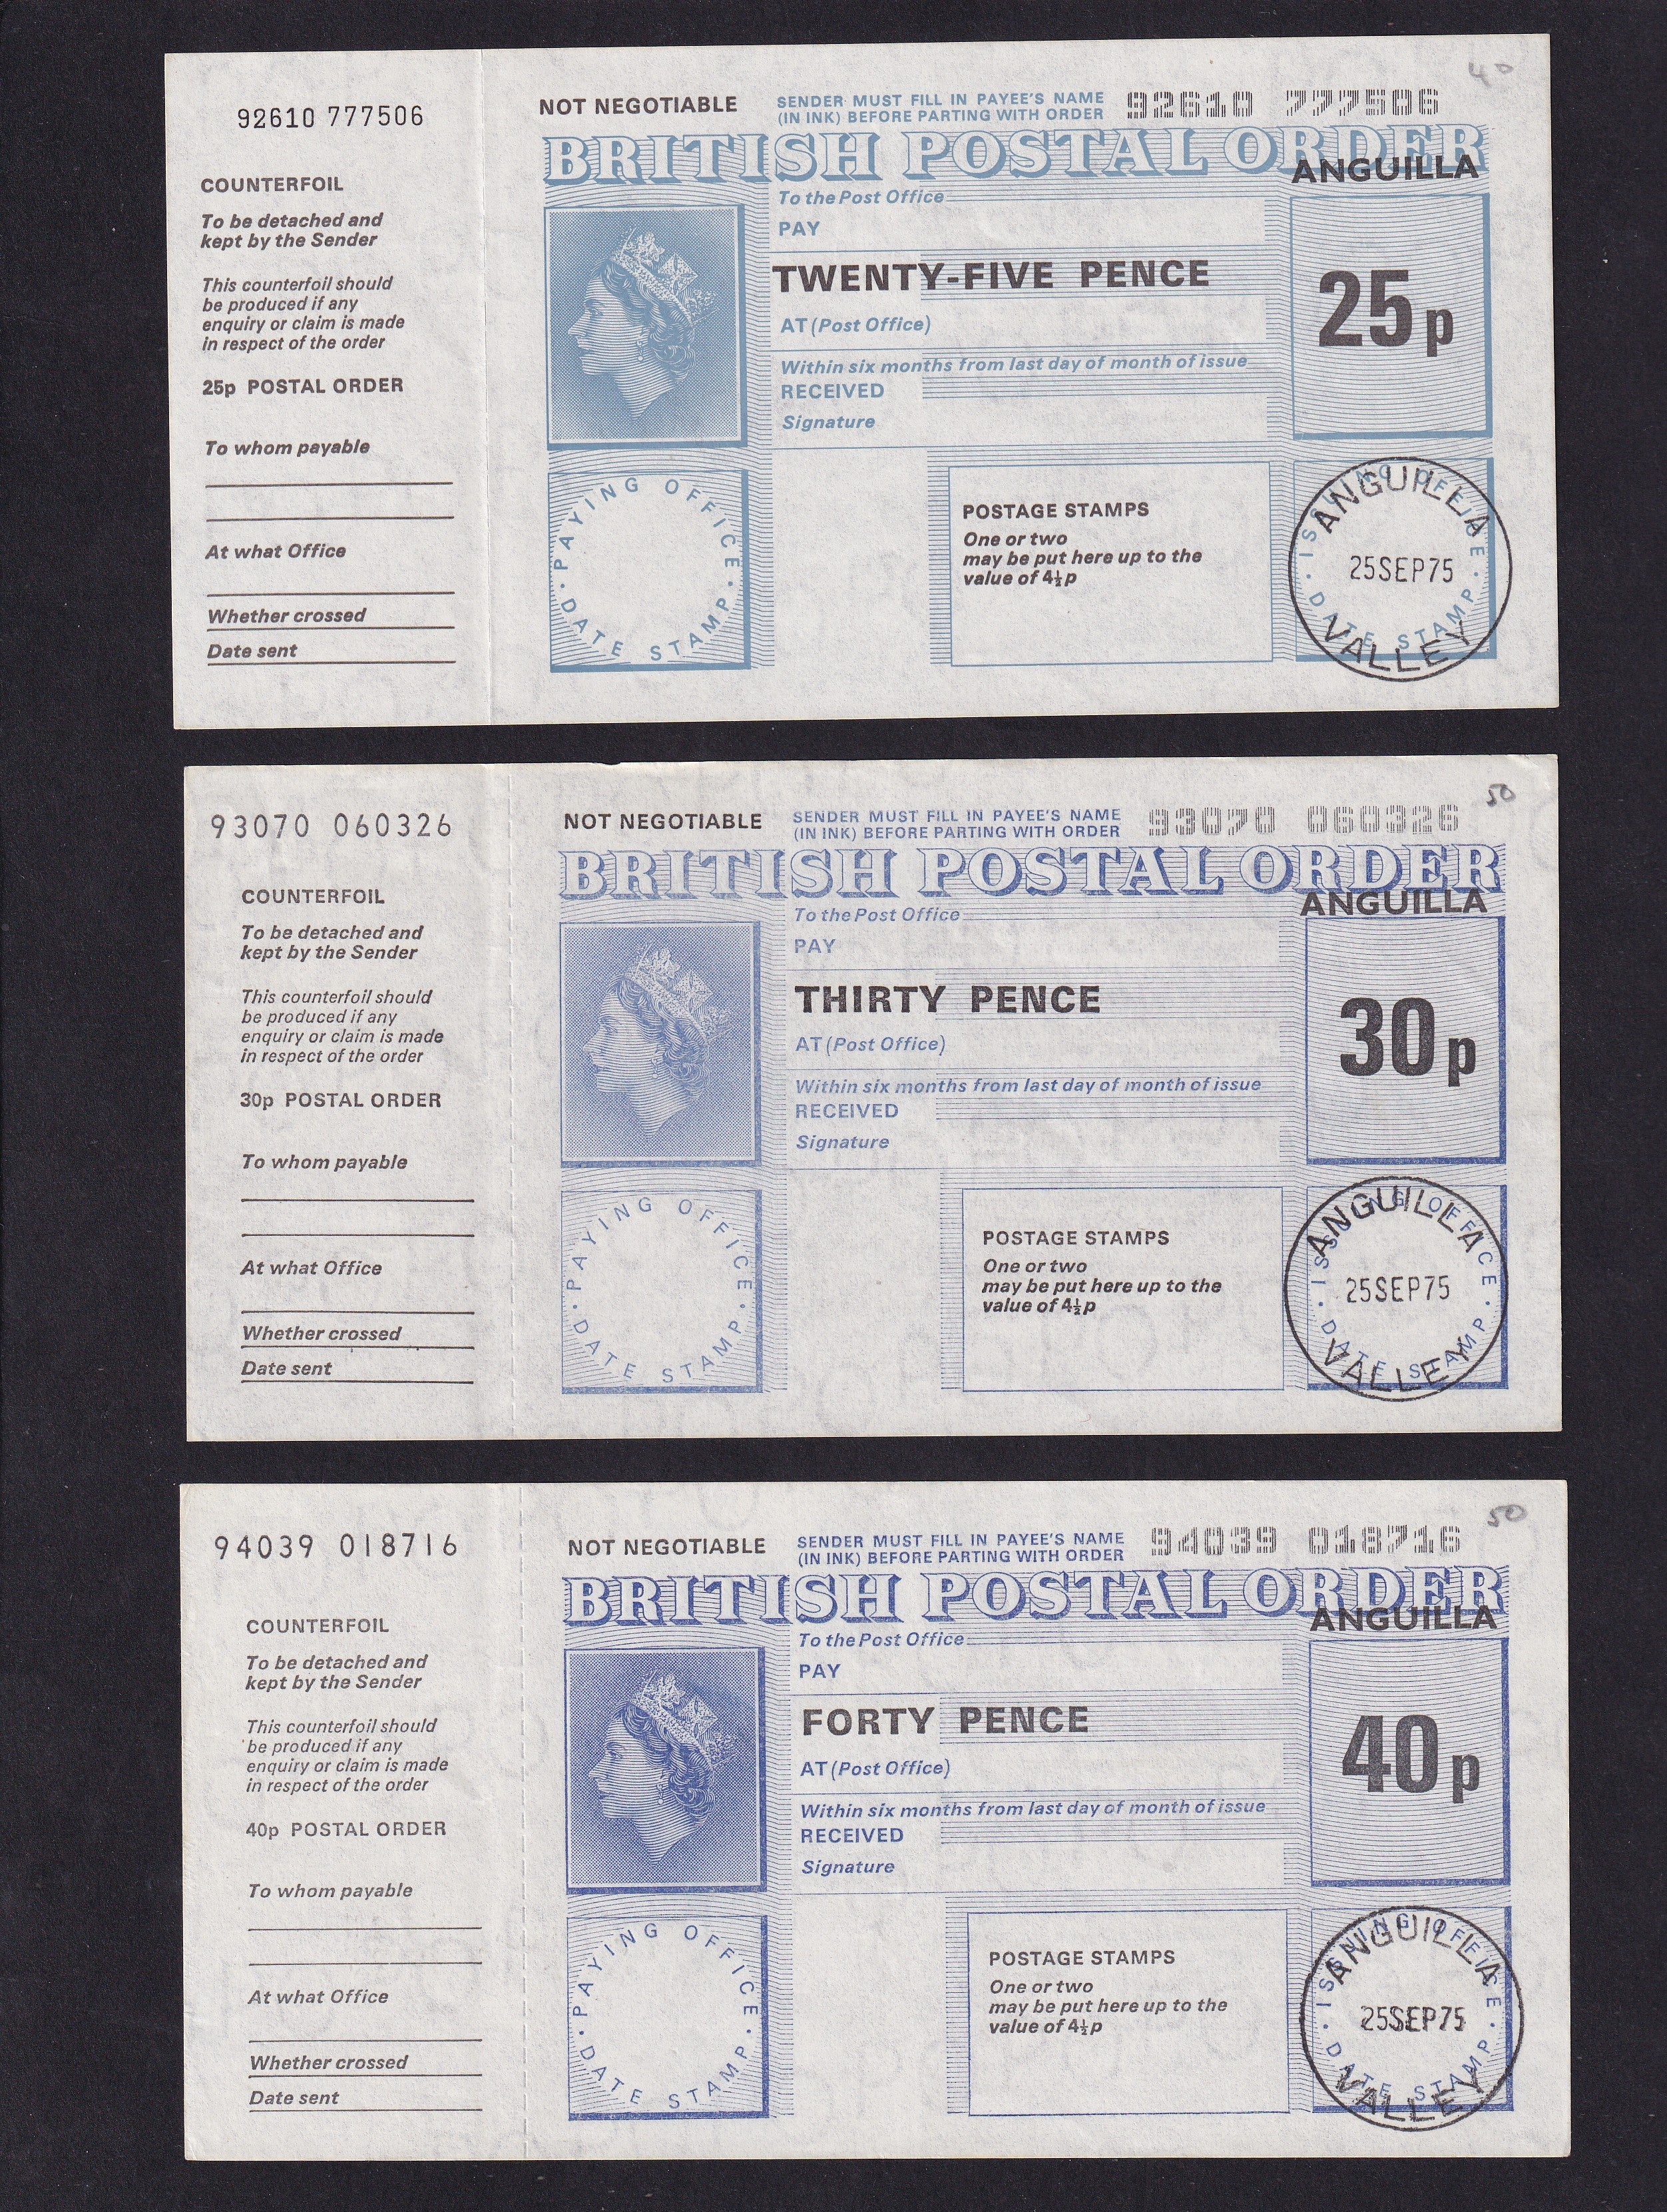 40
92610 777506
NOT NEGOTIABLE
SENDER MUST FILL IN PAYEE'S NAME
(IN INK) BEFORE PARTING WITH ORDER
92610 777506
BRITISH POSTAL ORDER
ANGUILLA
COUNTERFOIL
To be detached and
kept by the Sender
This counterfoil should
be produced if any
enquiry or claim is made
in respect of the order
25p POSTAL ORDER
To whom payable
At what Office
Whether crossed
Date sent
To the Post Office
PAY
TWENTY-FIVE PENCE
25p
AT (Post Office)
Within six months from last day of month of issue
RECEIVED
Signature
PAYING OFFICE
· DATE STAMP ·
POSTAGE STAMPS
One or two
may be put here up to the
value of 4½p
ISSUING OFFICE
· DATE STAMP ·
ANGUILLA
25SEP75
VALLEY
50
93070 060326
NOT NEGOTIABLE
SENDER MUST FILL IN PAYEE'S NAME
(IN INK) BEFORE PARTING WITH ORDER
93070 060326
BRITISH POSTAL ORDER
ANGUILLA
COUNTERFOIL
To be detached and
kept by the Sender
This counterfoil should
be produced if any
enquiry or claim is made
in respect of the order
30p POSTAL ORDER
To whom payable
At what Office
Whether crossed
Date sent
To the Post Office
PAY
THIRTY PENCE
30p
AT (Post Office)
Within six months from last day of month of issue
RECEIVED
Signature
PAYING OFFICE
· DATE STAMP ·
POSTAGE STAMPS
One or two
may be put here up to the
value of 4½p
ISSUING OFFICE
· DATE STAMP ·
ANGUILLA
25SEP75
VALLEY
50
94039 018716
NOT NEGOTIABLE
SENDER MUST FILL IN PAYEE'S NAME
(IN INK) BEFORE PARTING WITH ORDER
94039 018716
BRITISH POSTAL ORDER
ANGUILLA
COUNTERFOIL
To be detached and
kept by the Sender
This counterfoil should
be produced if any
enquiry or claim is made
in respect of the order
40p POSTAL ORDER
To whom payable
At what Office
Whether crossed
Date sent
To the Post Office
PAY
FORTY PENCE
40p
AT (Post Office)
Within six months from last day of month of issue
RECEIVED
Signature
PAYING OFFICE
· DATE STAMP ·
POSTAGE STAMPS
One or two
may be put here up to the
value of 4½p
ISSUING OFFICE
· DATE STAMP ·
ANGUILLA
25SEP75
VALLEY